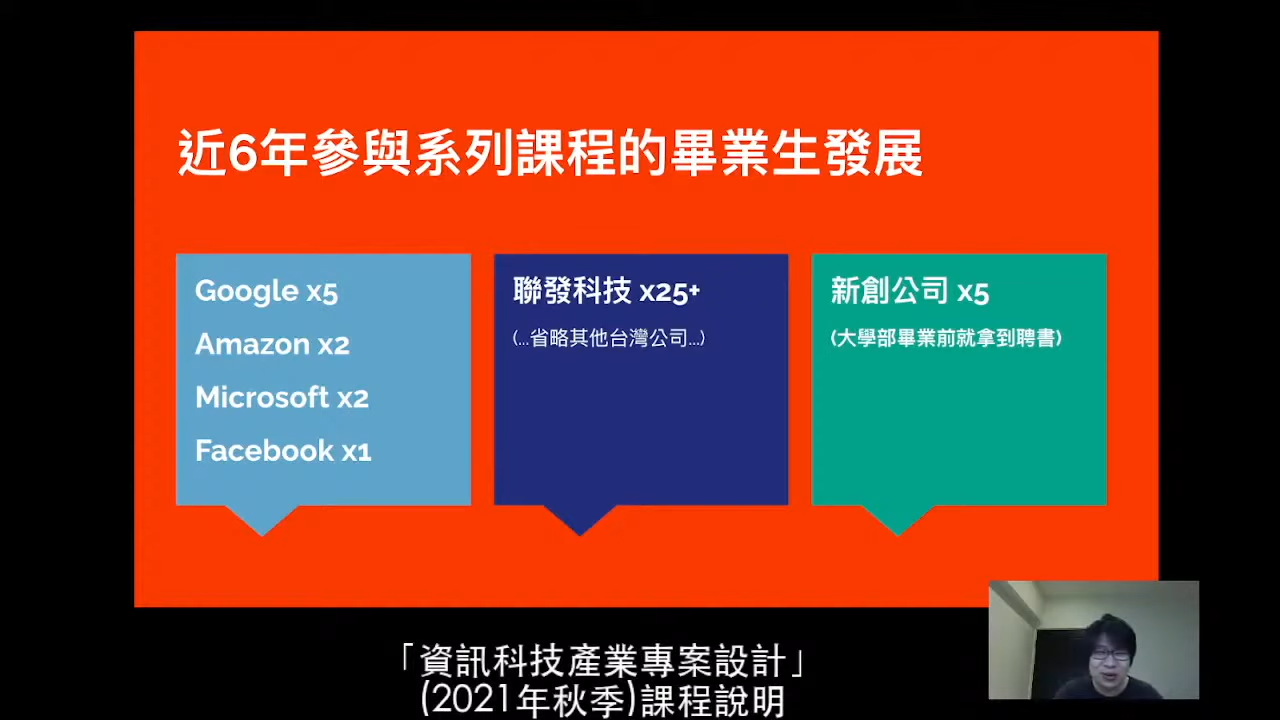 近6年參與系列課程的畢業生發展
Google x5
Amazon x2
Microsoft x2
Facebook x1
聯發科技 x25+
(...省略其他台灣公司...)
新創公司 x5
(大學部畢業前就拿到聘書)
「資訊科技產業專案設計」
(2021年秋季)課程說明